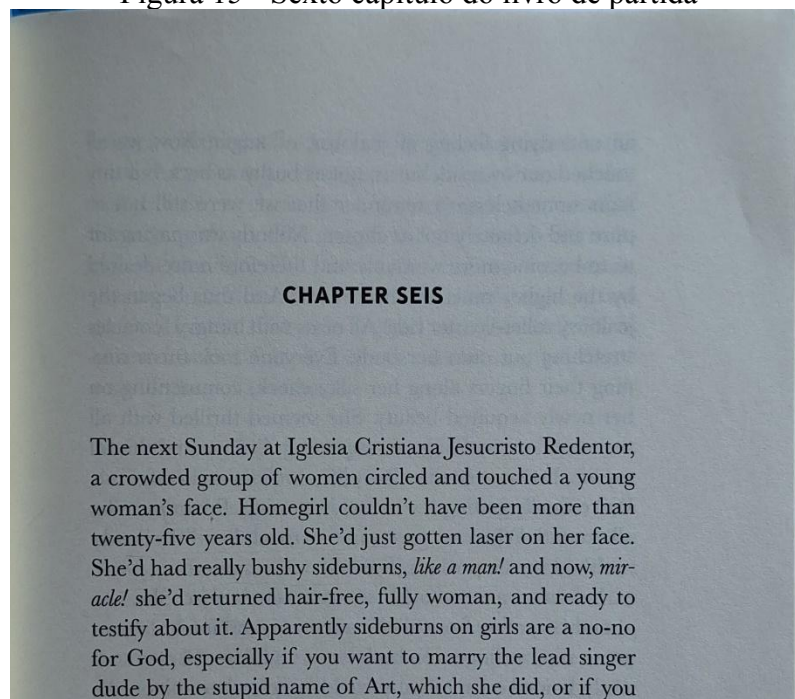 Figura 15 - Sexto capítulo do livro de partida
CHAPTER SEIS
The next Sunday at Iglesia Cristiana Jesucristo Redentor,
a crowded group of women circled and touched a young
woman’s face. Homegirl couldn’t have been more than
twenty-five years old. She’d just gotten laser on her face.
She’d had really bushy sideburns, like a man! and now, mir-
acle! she’d returned hair-free, fully woman, and ready to
testify about it. Apparently sideburns on girls are a no-no
for God, especially if you want to marry the lead singer
dude by the stupid name of Art, which she did, or if you